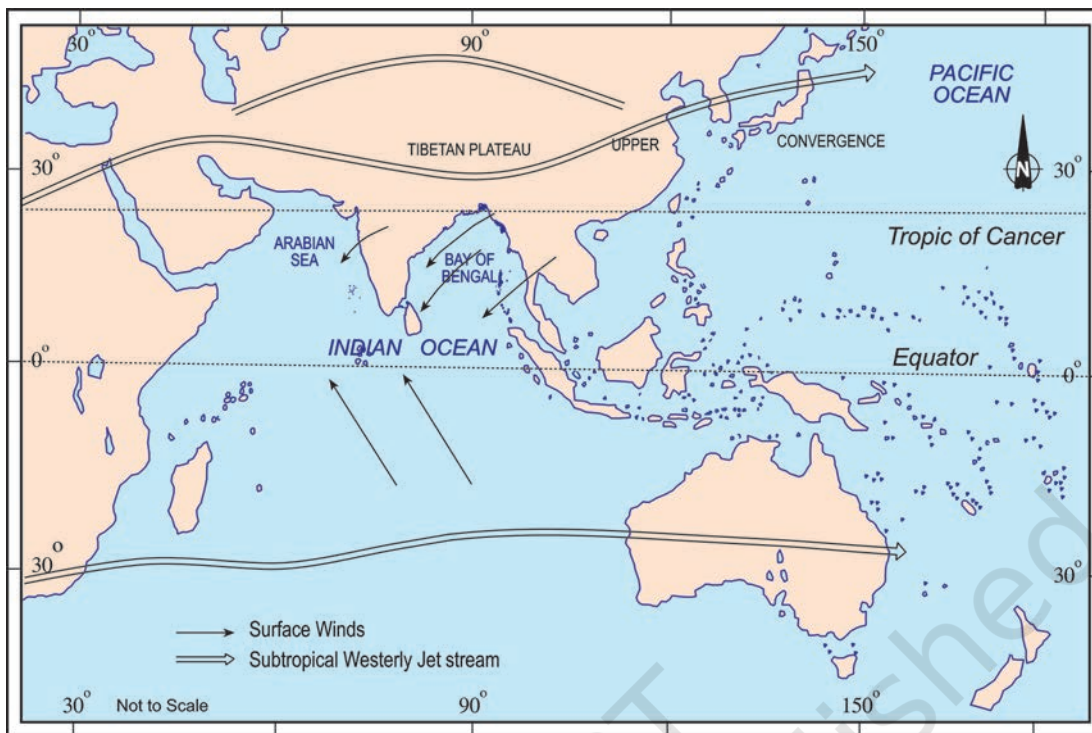 30°
90°
150°
PACIFIC
OCEAN
N
TIBETAN PLATEAU
UPPER
CONVERGENCE
30°
30°
ARABIAN
SEA
BAY OF
BENGAL
Tropic of Cancer
INDIAN OCEAN
Equator
0°
0°
30°
30°
Surface Winds
Subtropical Westerly Jet stream
30°
Not to Scale
90°
150°